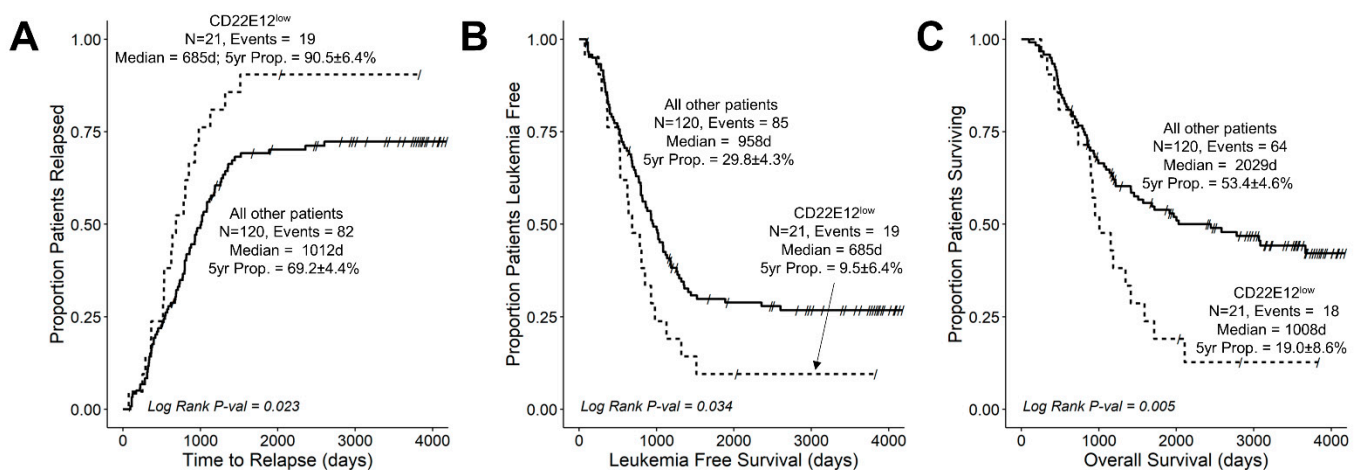 A
CD22E12low
N=21, Events = 19
Median = 685d; 5yr Prop. = 90.5±6.4%
All other patients
N=120, Events = 82
Median = 1012d
5yr Prop. = 69.2±4.4%
Log Rank P-val = 0.023
Proportion Patients Relapsed
1.00
0.75
0.50
0.25
0.00
0 1000 2000 3000 4000
Time to Relapse (days)
B
All other patients
N=120, Events = 85
Median = 958d
5yr Prop. = 29.8±4.3%
CD22E12low
N=21, Events = 19
Median = 685d
5yr Prop. = 9.5±6.4%
Log Rank P-val = 0.034
Proportion Patients Leukemia Free
1.00
0.75
0.50
0.25
0.00
0 1000 2000 3000 4000
Leukemia Free Survival (days)
C
All other patients
N=120, Events = 64
Median = 2029d
5yr Prop. = 53.4±4.6%
CD22E12low
N=21, Events = 18
Median = 1008d
5yr Prop. = 19.0±8.6%
Log Rank P-val = 0.005
Proportion Patients Surviving
1.00
0.75
0.50
0.25
0.00
0 1000 2000 3000 4000
Overall Survival (days)